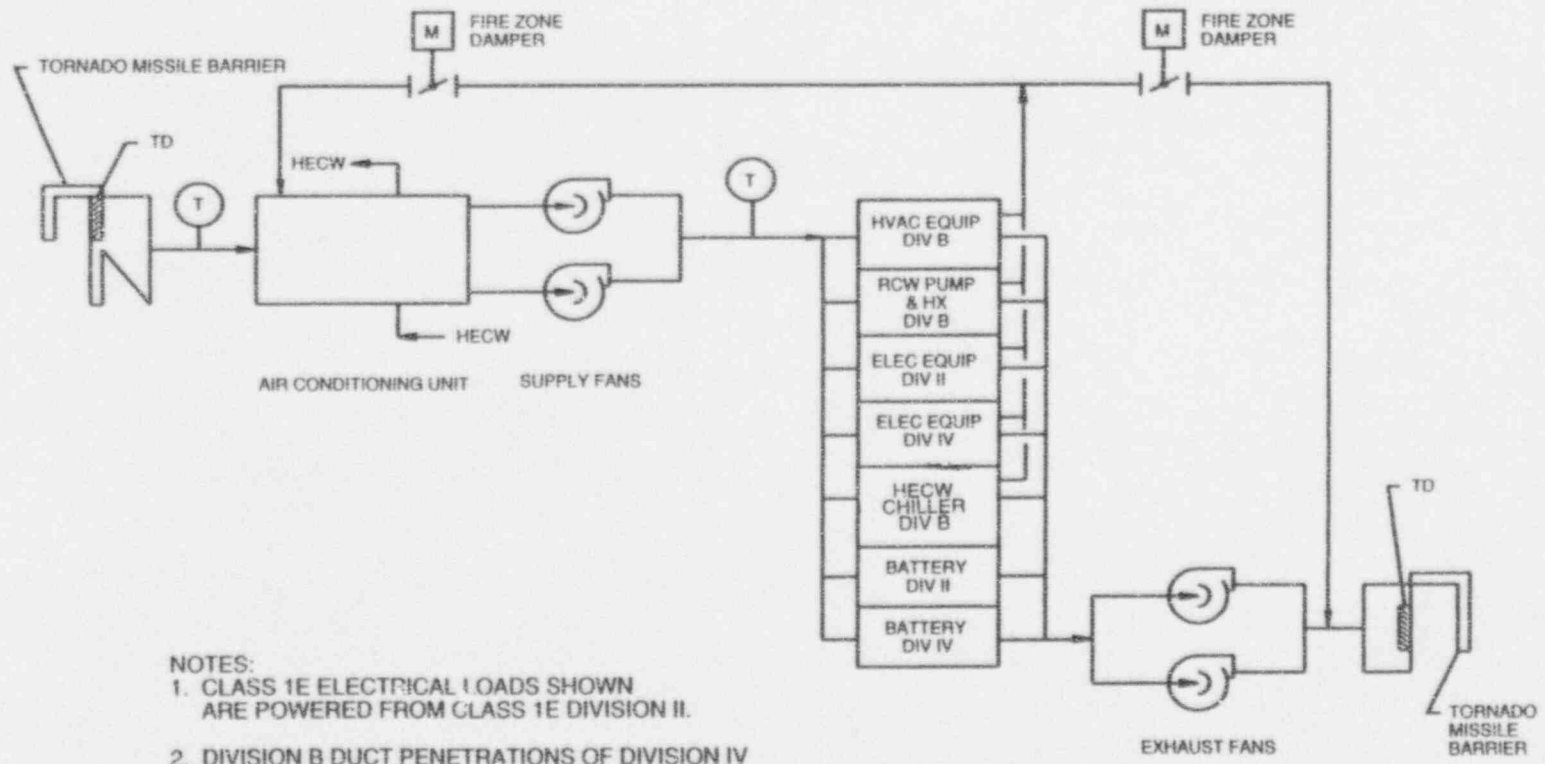 M
FIRE ZONE
DAMPER
M
FIRE ZONE
DAMPER
TORNADO MISSILE BARRIER
TD
T
HECW
HECW
AIR CONDITIONING UNIT
SUPPLY FANS
T
HVAC EQUIP
DIV B
RCW PUMP
& HX
DIV B
ELEC EQUIP
DIV II
ELEC EQUIP
DIV IV
HECW
CHILLER
DIV B
BATTERY
DIV II
BATTERY
DIV IV
EXHAUST FANS
TD
TORNADO
MISSILE
BARRIER
NOTES:
1. CLASS 1E ELECTRICAL LOADS SHOWN
ARE POWERED FROM CLASS 1E DIVISION II.
2. DIVISION B DUCT PENETRATIONS OF DIVISION IV